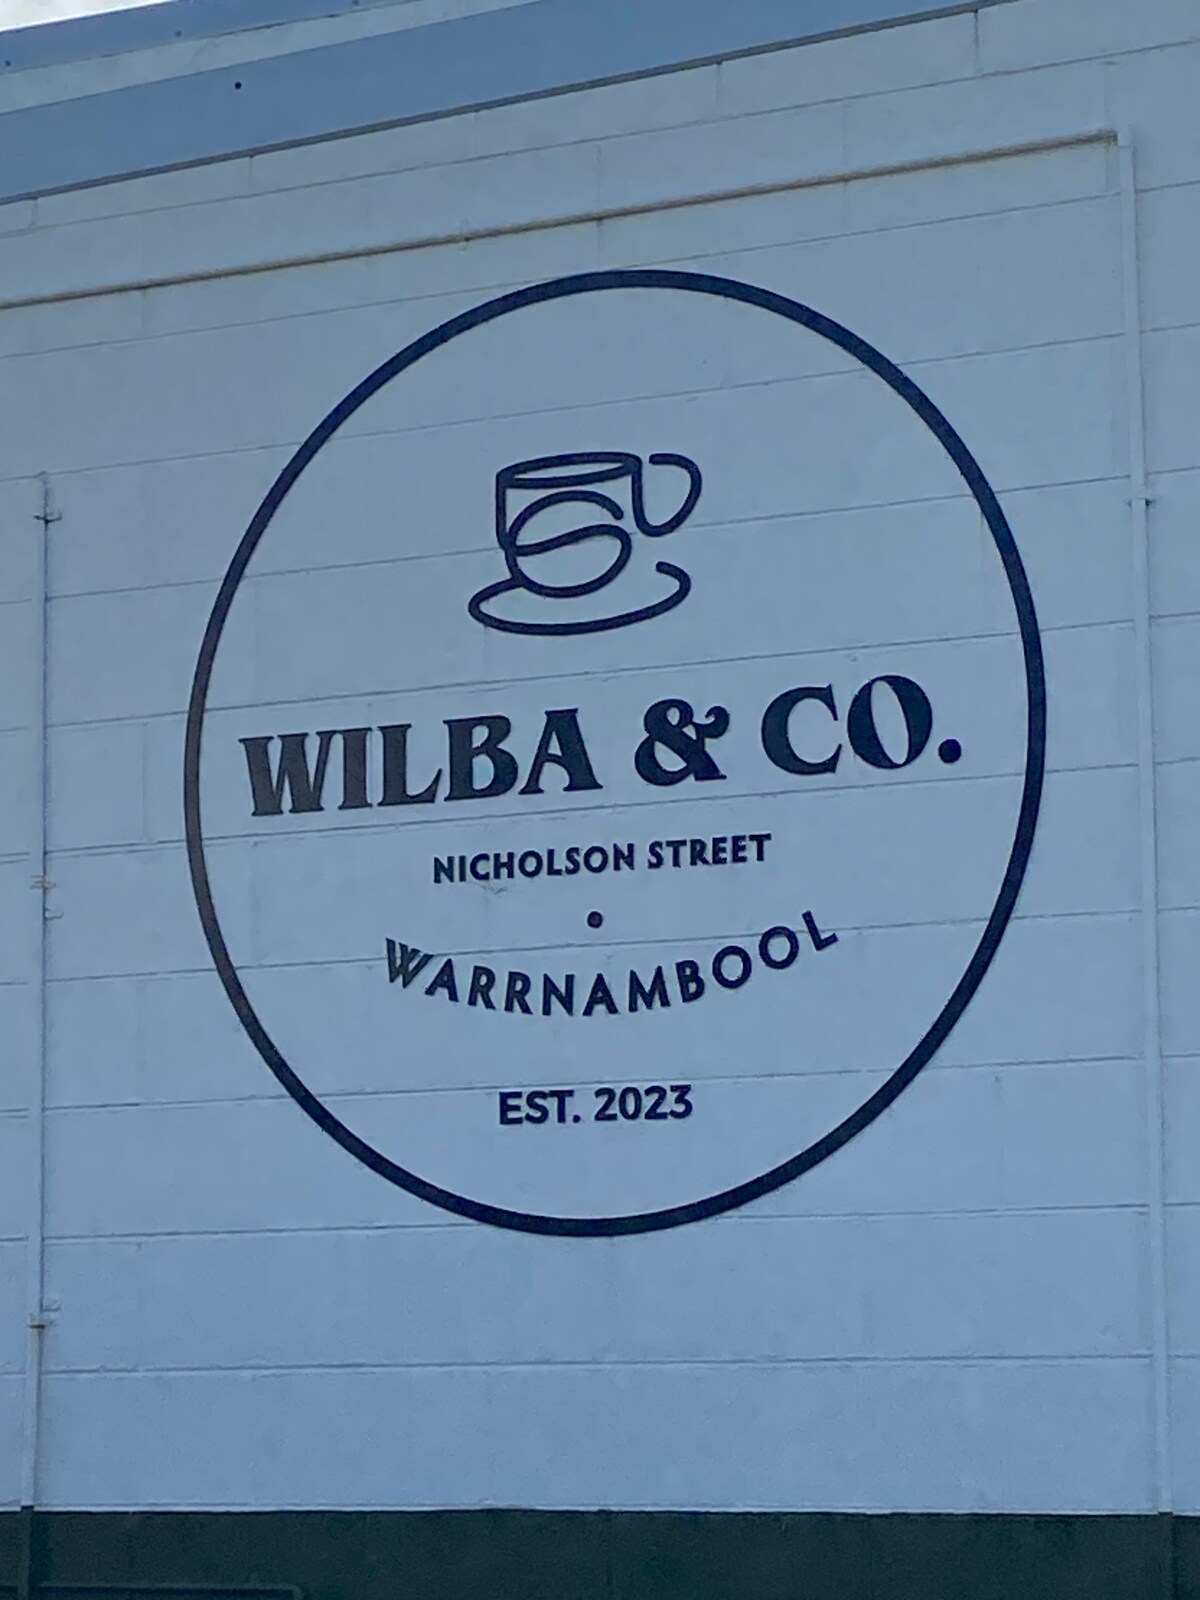 WILBA & CO.
NICHOLSON STREET
•
WARRNAMBOOL
EST. 2023